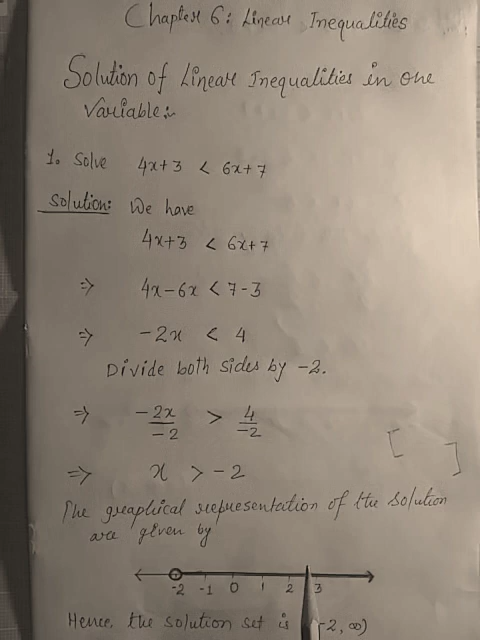 Chapter 6: Linear Inequalities
Solution of Linear Inequalities in one
Variable:-
1. Solve 4x+3 < 6x+7
Solution: We have
4x+3 < 6x+7
⇒ 4x-6x < 7-3
⇒ -2x < 4
Divide both sides by -2.
⇒ -2x/-2 > 4/-2
⇒ x > -2
[ ]
The graphical representation of the solution
are given by
-2 -1 0 1 2 3
Hence, the solution set is (-2, ∞)